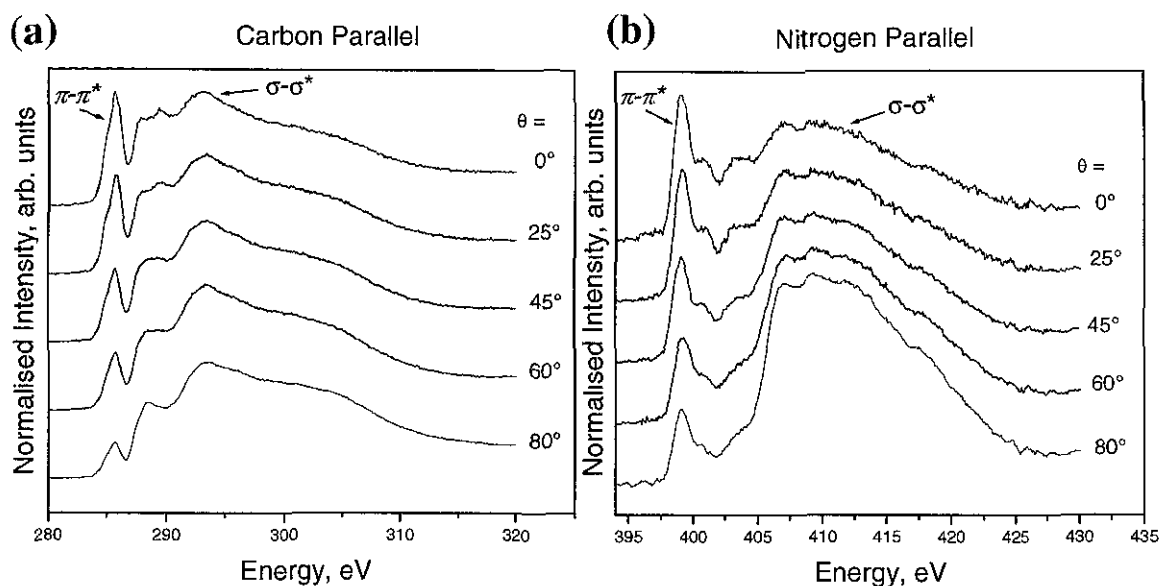 (a)
Carbon Parallel
Normalised Intensity, arb. units
π-π*
σ-σ*
θ =
0°
25°
45°
60°
80°
280 290 300 310 320
Energy, eV
(b)
Nitrogen Parallel
Normalised Intensity, arb. units
π-π*
σ-σ*
θ =
0°
25°
45°
60°
80°
395 400 405 410 415 420 425 430 435
Energy, eV